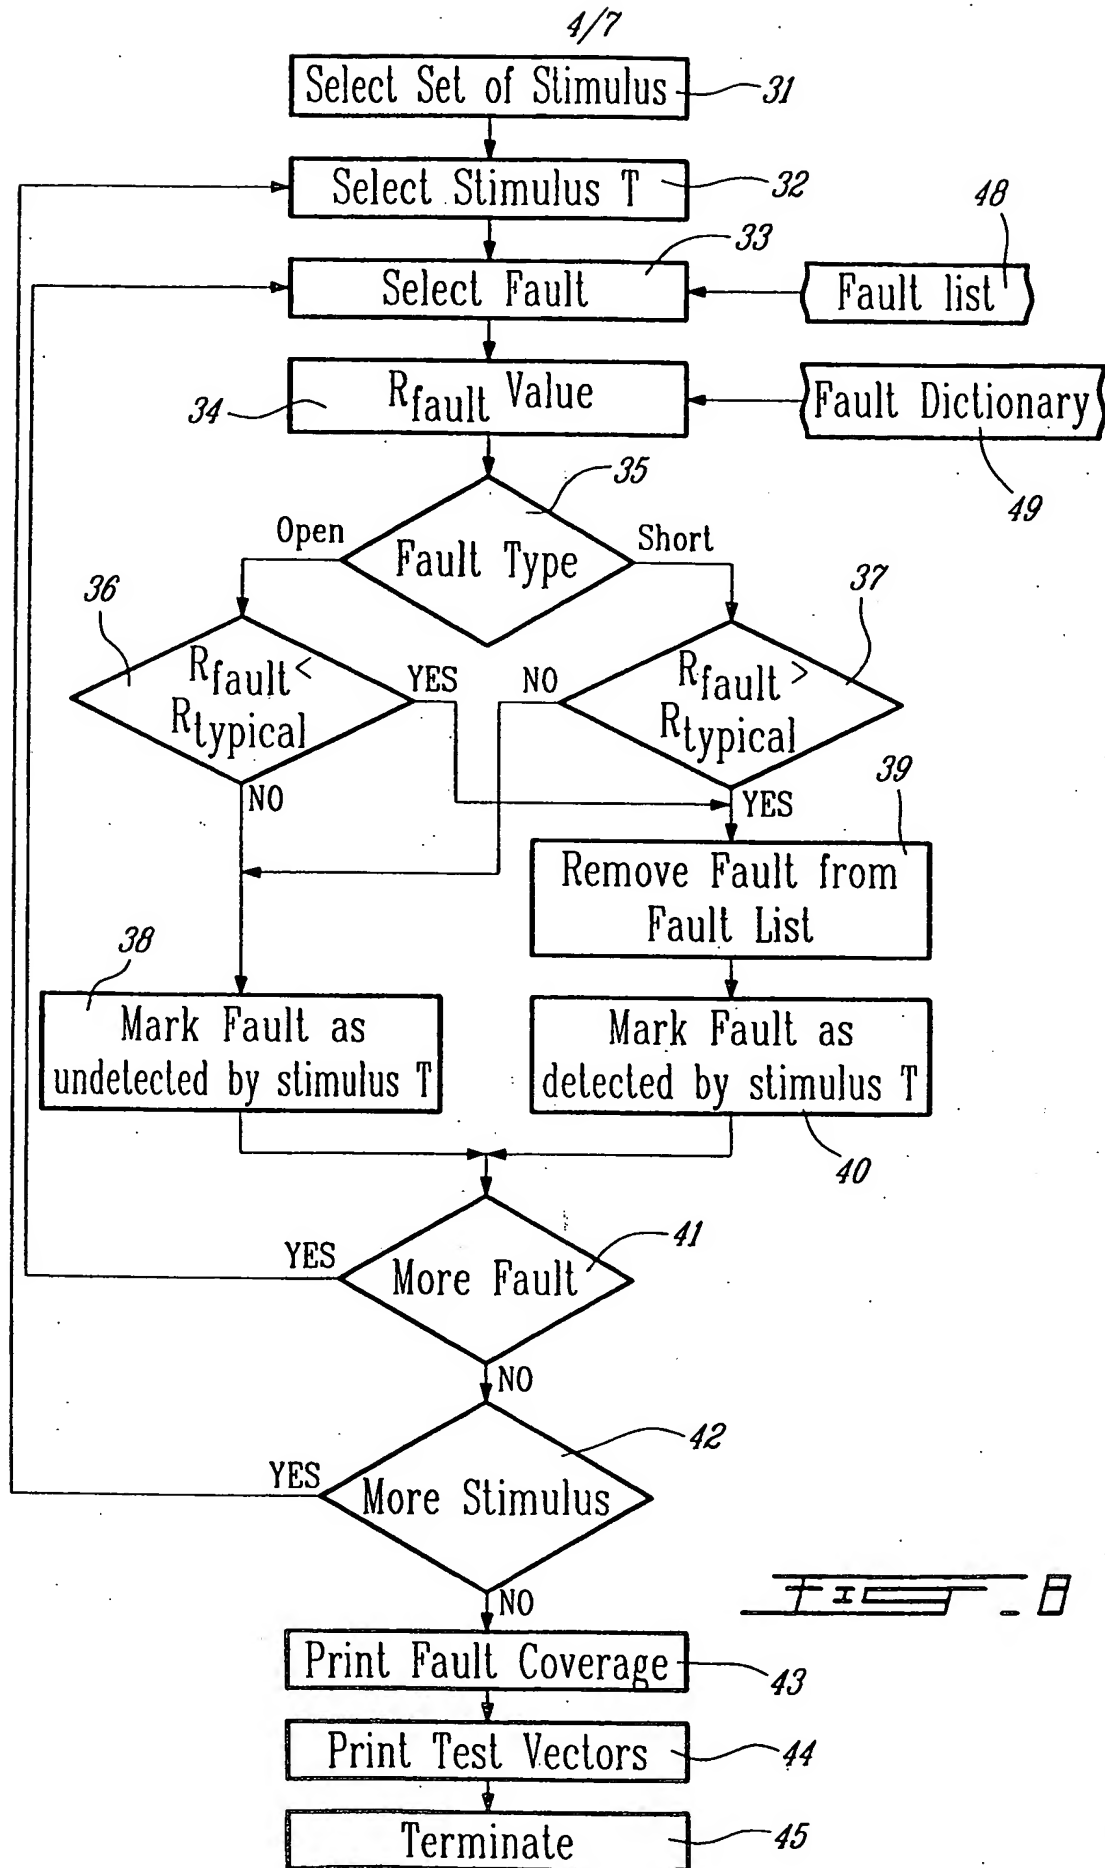 4/7
Select Set of Stimulus
31
Select Stimulus T
32
33
48
Select Fault
Fault list
Rfault Value
34
Fault Dictionary
49
35
Open
Fault Type
Short
36
37
Rfault <
Rtypical
YES
NO
Rfault >
Rtypical
NO
YES
39
Remove Fault from
Fault List
38
Mark Fault as
undetected by stimulus T
Mark Fault as
detected by stimulus T
40
41
YES
More Fault
NO
42
YES
More Stimulus
NO
FIG. 8
Print Fault Coverage
43
Print Test Vectors
44
Terminate
45